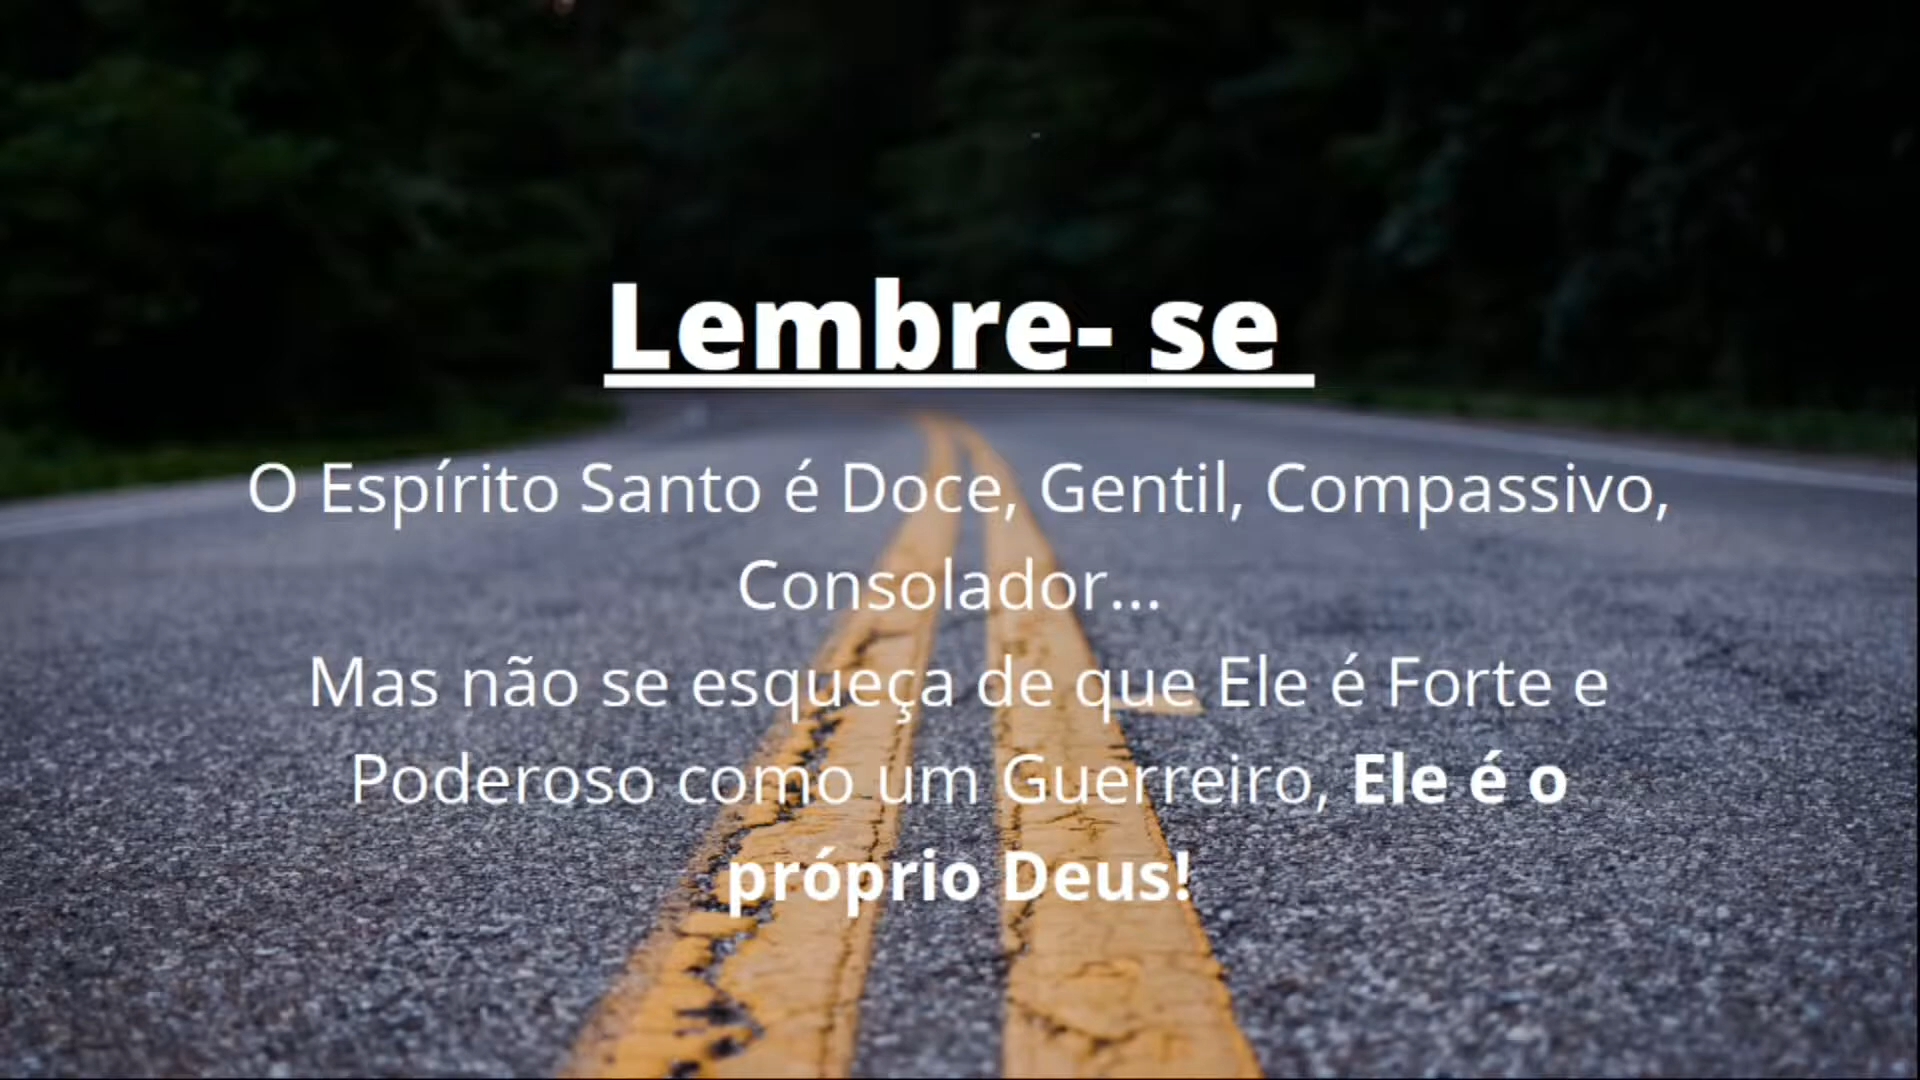 Lembre- se
O Espírito Santo é Doce, Gentil, Compassivo,
Consolador...
Mas não se esqueça de que Ele é Forte e
Poderoso como um Guerreiro, Ele é o
próprio Deus!